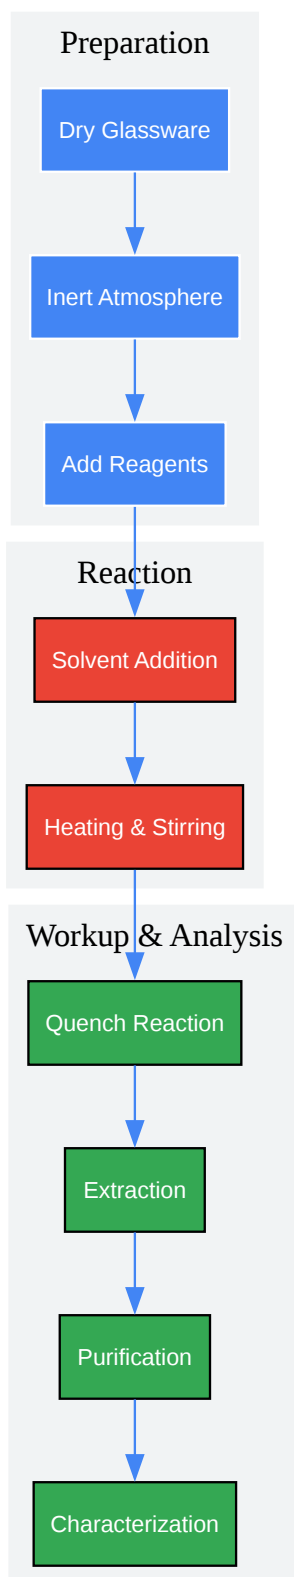 Preparation
Dry Glassware
Inert Atmosphere
Add Reagents
Reaction
Solvent Addition
Heating & Stirring
Workup & Analysis
Quench Reaction
Extraction
Purification
Characterization